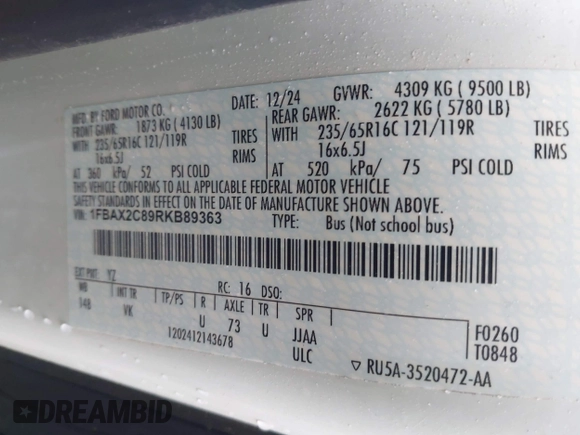 MFD. BY FORD MOTOR CO. DATE: 12/24 GVWR: 4309 KG ( 9500 LB)
FRONT GAWR: 1873 KG ( 4130 LB) REAR GAWR: 2622 KG ( 5780 LB)
WITH 235/65R16C 121/119R TIRES WITH 235/65R16C 121/119R TIRES
16x6.5J RIMS 16x6.5J RIMS
AT 360 kPa/ 52 PSI COLD AT 520 kPa/ 75 PSI COLD
THIS VEHICLE CONFORMS TO ALL APPLICABLE FEDERAL MOTOR VEHICLE
SAFETY STANDARDS IN EFFECT ON THE DATE OF MANUFACTURE SHOWN ABOVE.
VIN: 1FBAX2C89RKB89363 TYPE: Bus (Not school bus)
EXT PNT: YZ RC: 16 DSO:
WB INT TR TP/PS R AXLE TR SPR
148 VK U 73 U JJAA F0260
1202412143678 ULC T0848
▽ RU5A-3520472-AA
DREAMBID